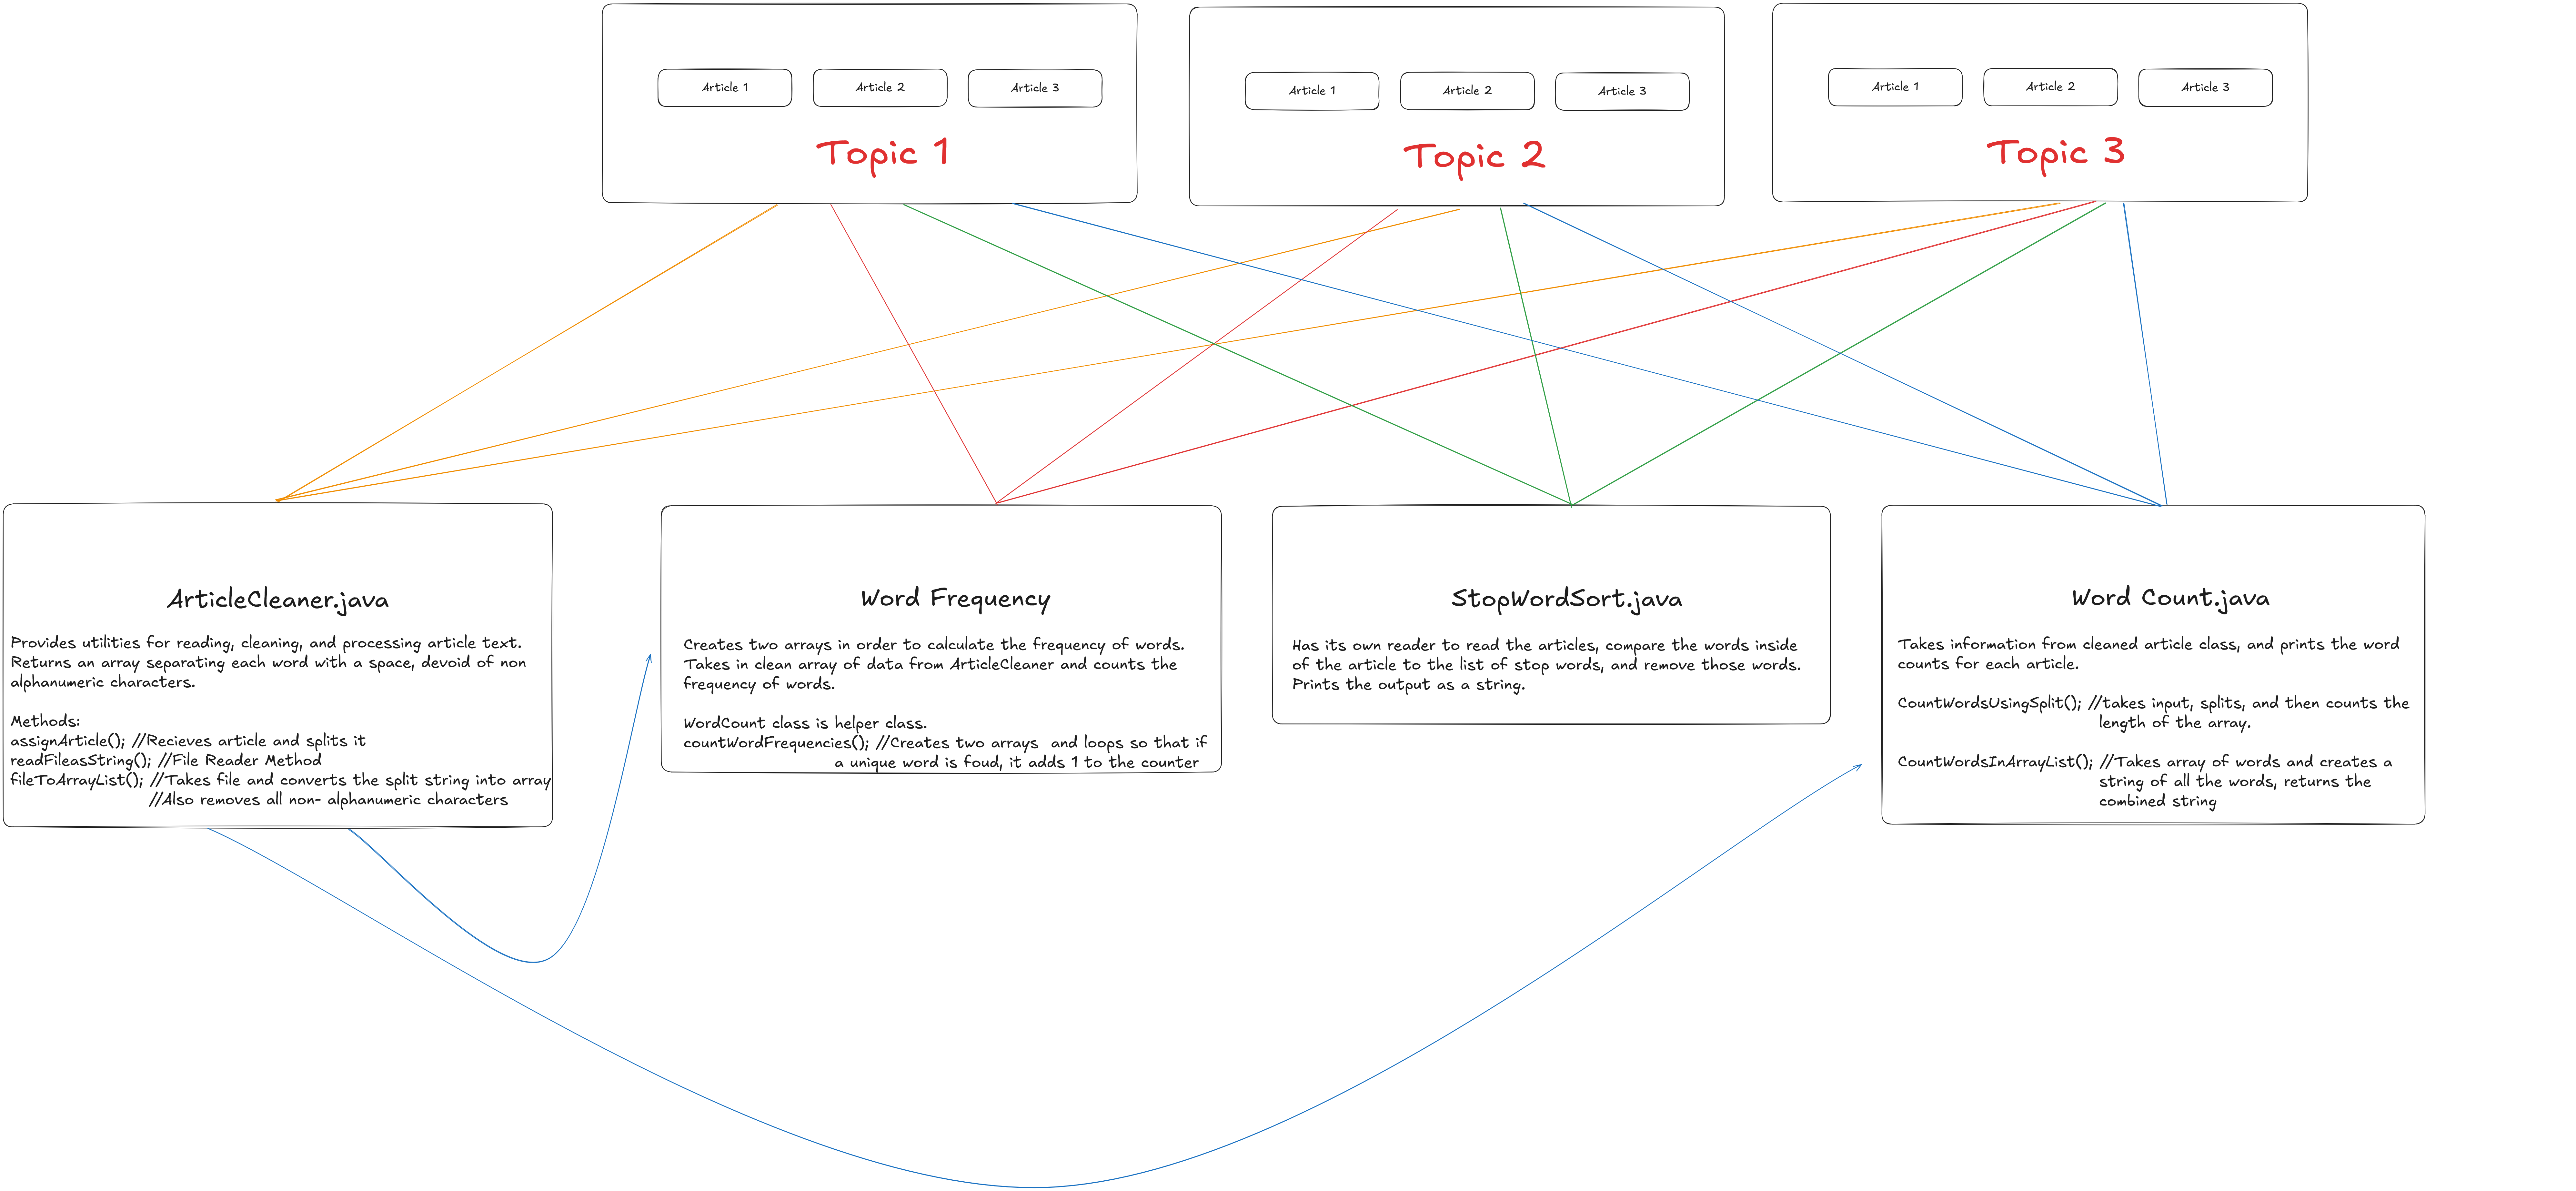 Article 1
Article 2
Article 3
Topic 1
Article 1
Article 2
Article 3
Topic 2
Article 1
Article 2
Article 3
Topic 3
ArticleCleaner.java
Provides utilities for reading, cleaning, and processing article text.
Returns an array separating each word with a space, devoid of non
alphanumeric characters.
Methods:
assignArticle(); //Recieves article and splits it
readFileasString(); //File Reader Method
fileToArrayList(); //Takes file and converts the split string into array
//Also removes all non- alphanumeric characters
Word Frequency
Creates two arrays in order to calculate the frequency of words.
Takes in clean array of data from ArticleCleaner and counts the
frequency of words.
WordCount class is helper class.
countWordFrequencies(); //Creates two arrays  and loops so that if
a unique word is foud, it adds 1 to the counter
StopWordSort.java
Has its own reader to read the articles, compare the words inside
of the article to the list of stop words, and remove those words.
Prints the output as a string.
Word Count.java
Takes information from cleaned article class, and prints the word
counts for each article.
CountWordsUsingSplit(); //takes input, splits, and then counts the
length of the array.
CountWordsInArrayList(); //Takes array of words and creates a
string of all the words, returns the
combined string